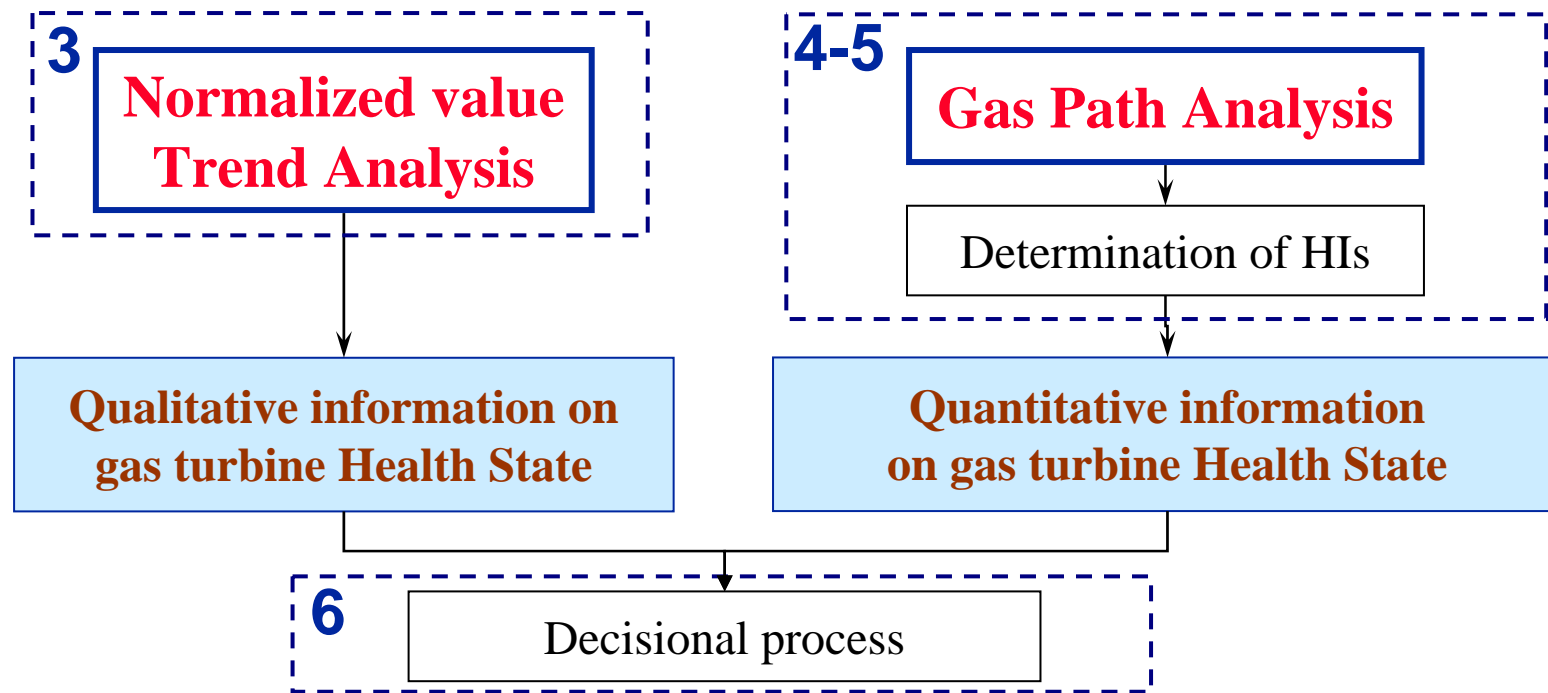 3
Normalized value
Trend Analysis
4-5
Gas Path Analysis
Determination of HIs
Qualitative information on
gas turbine Health State
Quantitative information
on gas turbine Health State
6
Decisional process